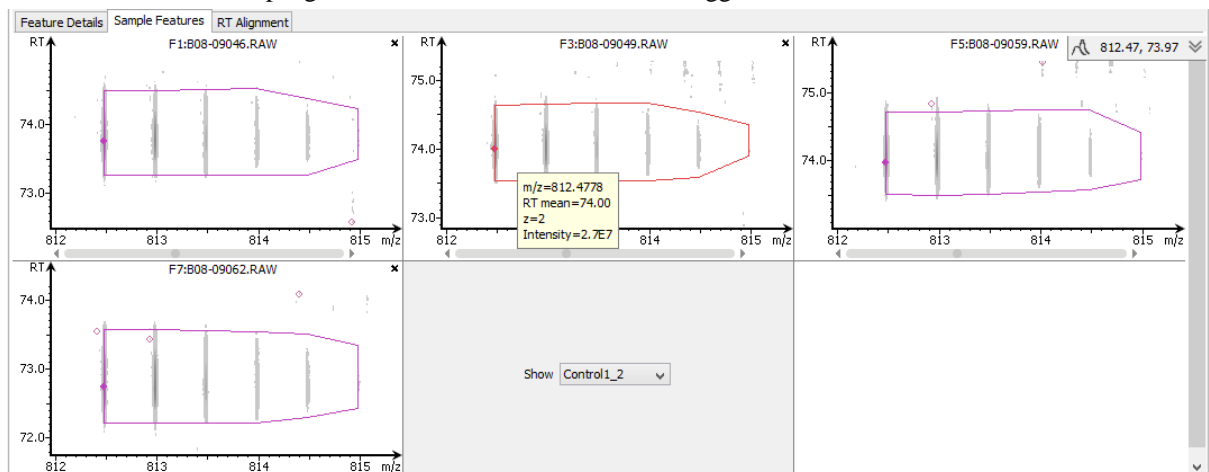 Feature Details Sample Features RT Alignment
RT F1:B08-09046.RAW ×
74.0
73.0
812 813 814 815 m/z
RT F3:B08-09049.RAW ×
75.0
74.0
73.0
m/z=812.4778
RT mean=74.00
z=2
Intensity=2.7E7
812 814 815 m/z
RT F5:B08-09059.RAW 812.47, 73.97
75.0
74.0
812 813 814 815 m/z
RT F7:B08-09062.RAW ×
74.0
73.0
72.0
812 813 814 815 m/z
Show Control1_2